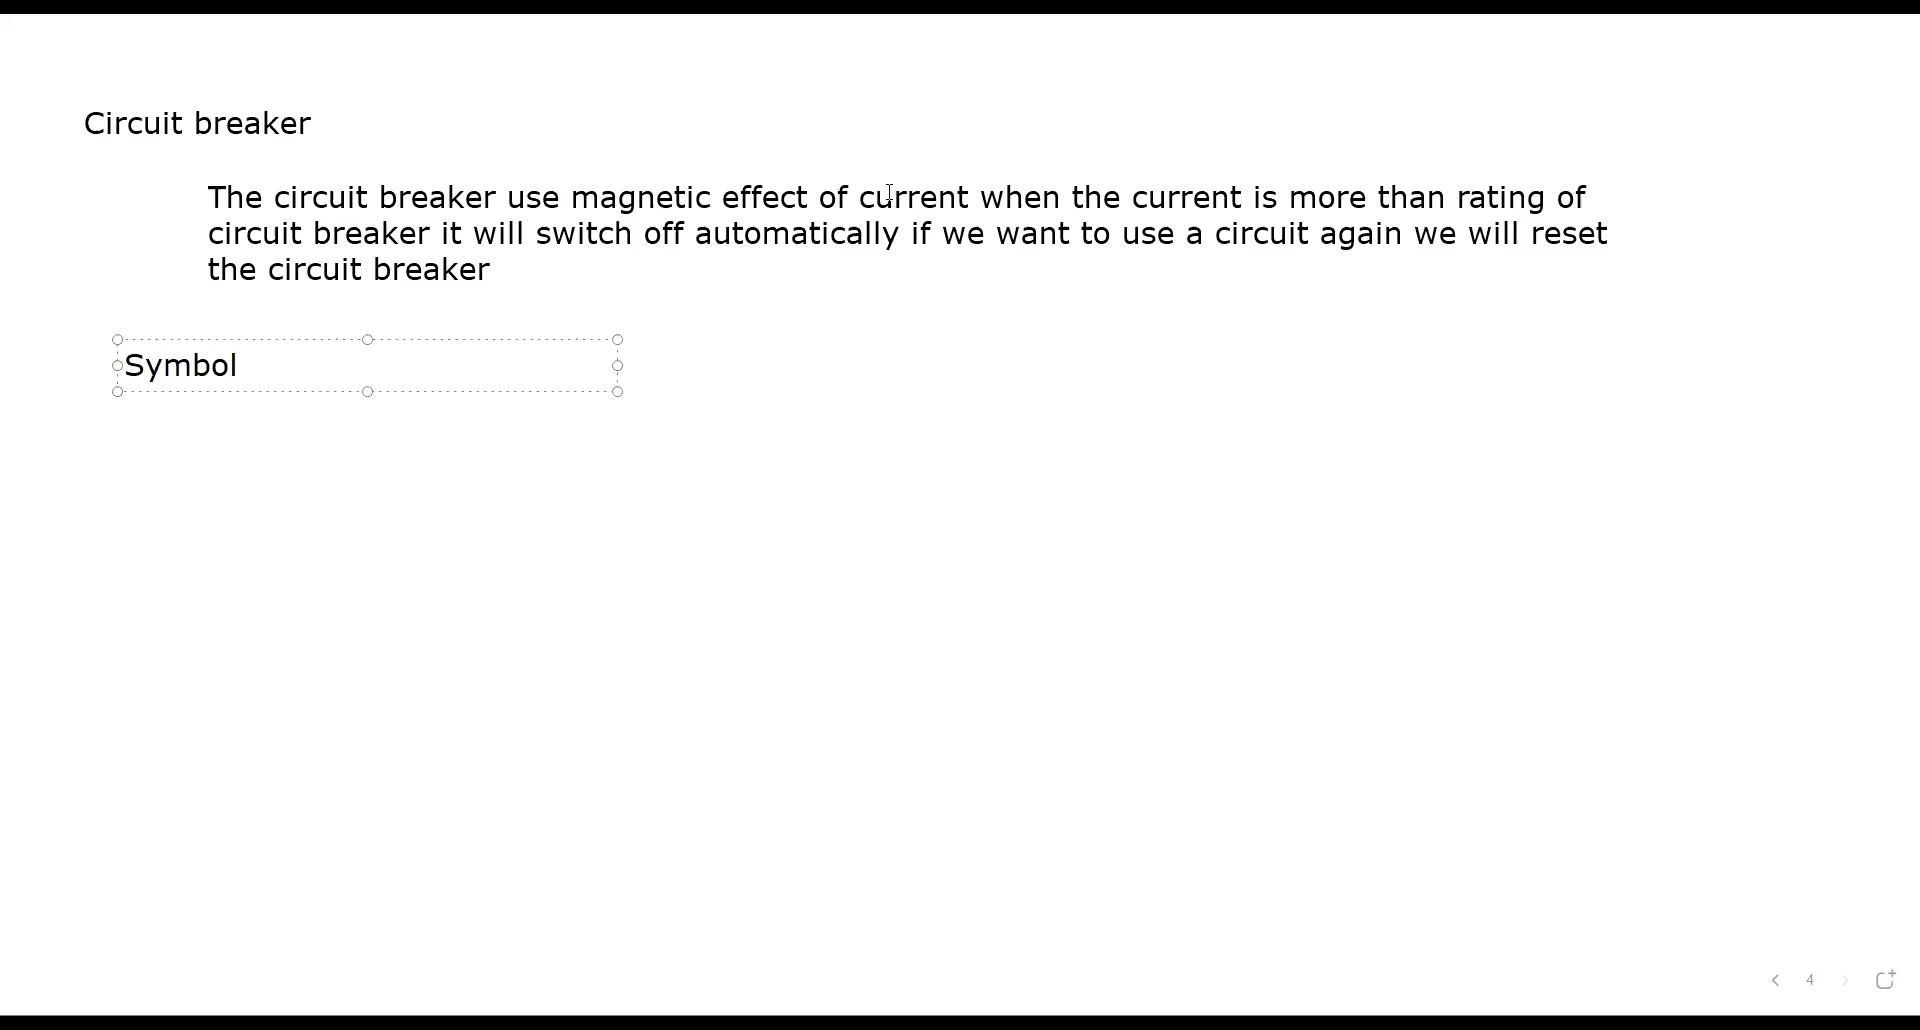 Circuit breaker
The circuit breaker use magnetic effect of current when the current is more than rating of
circuit breaker it will switch off automatically if we want to use a circuit again we will reset
the circuit breaker
Symbol
4